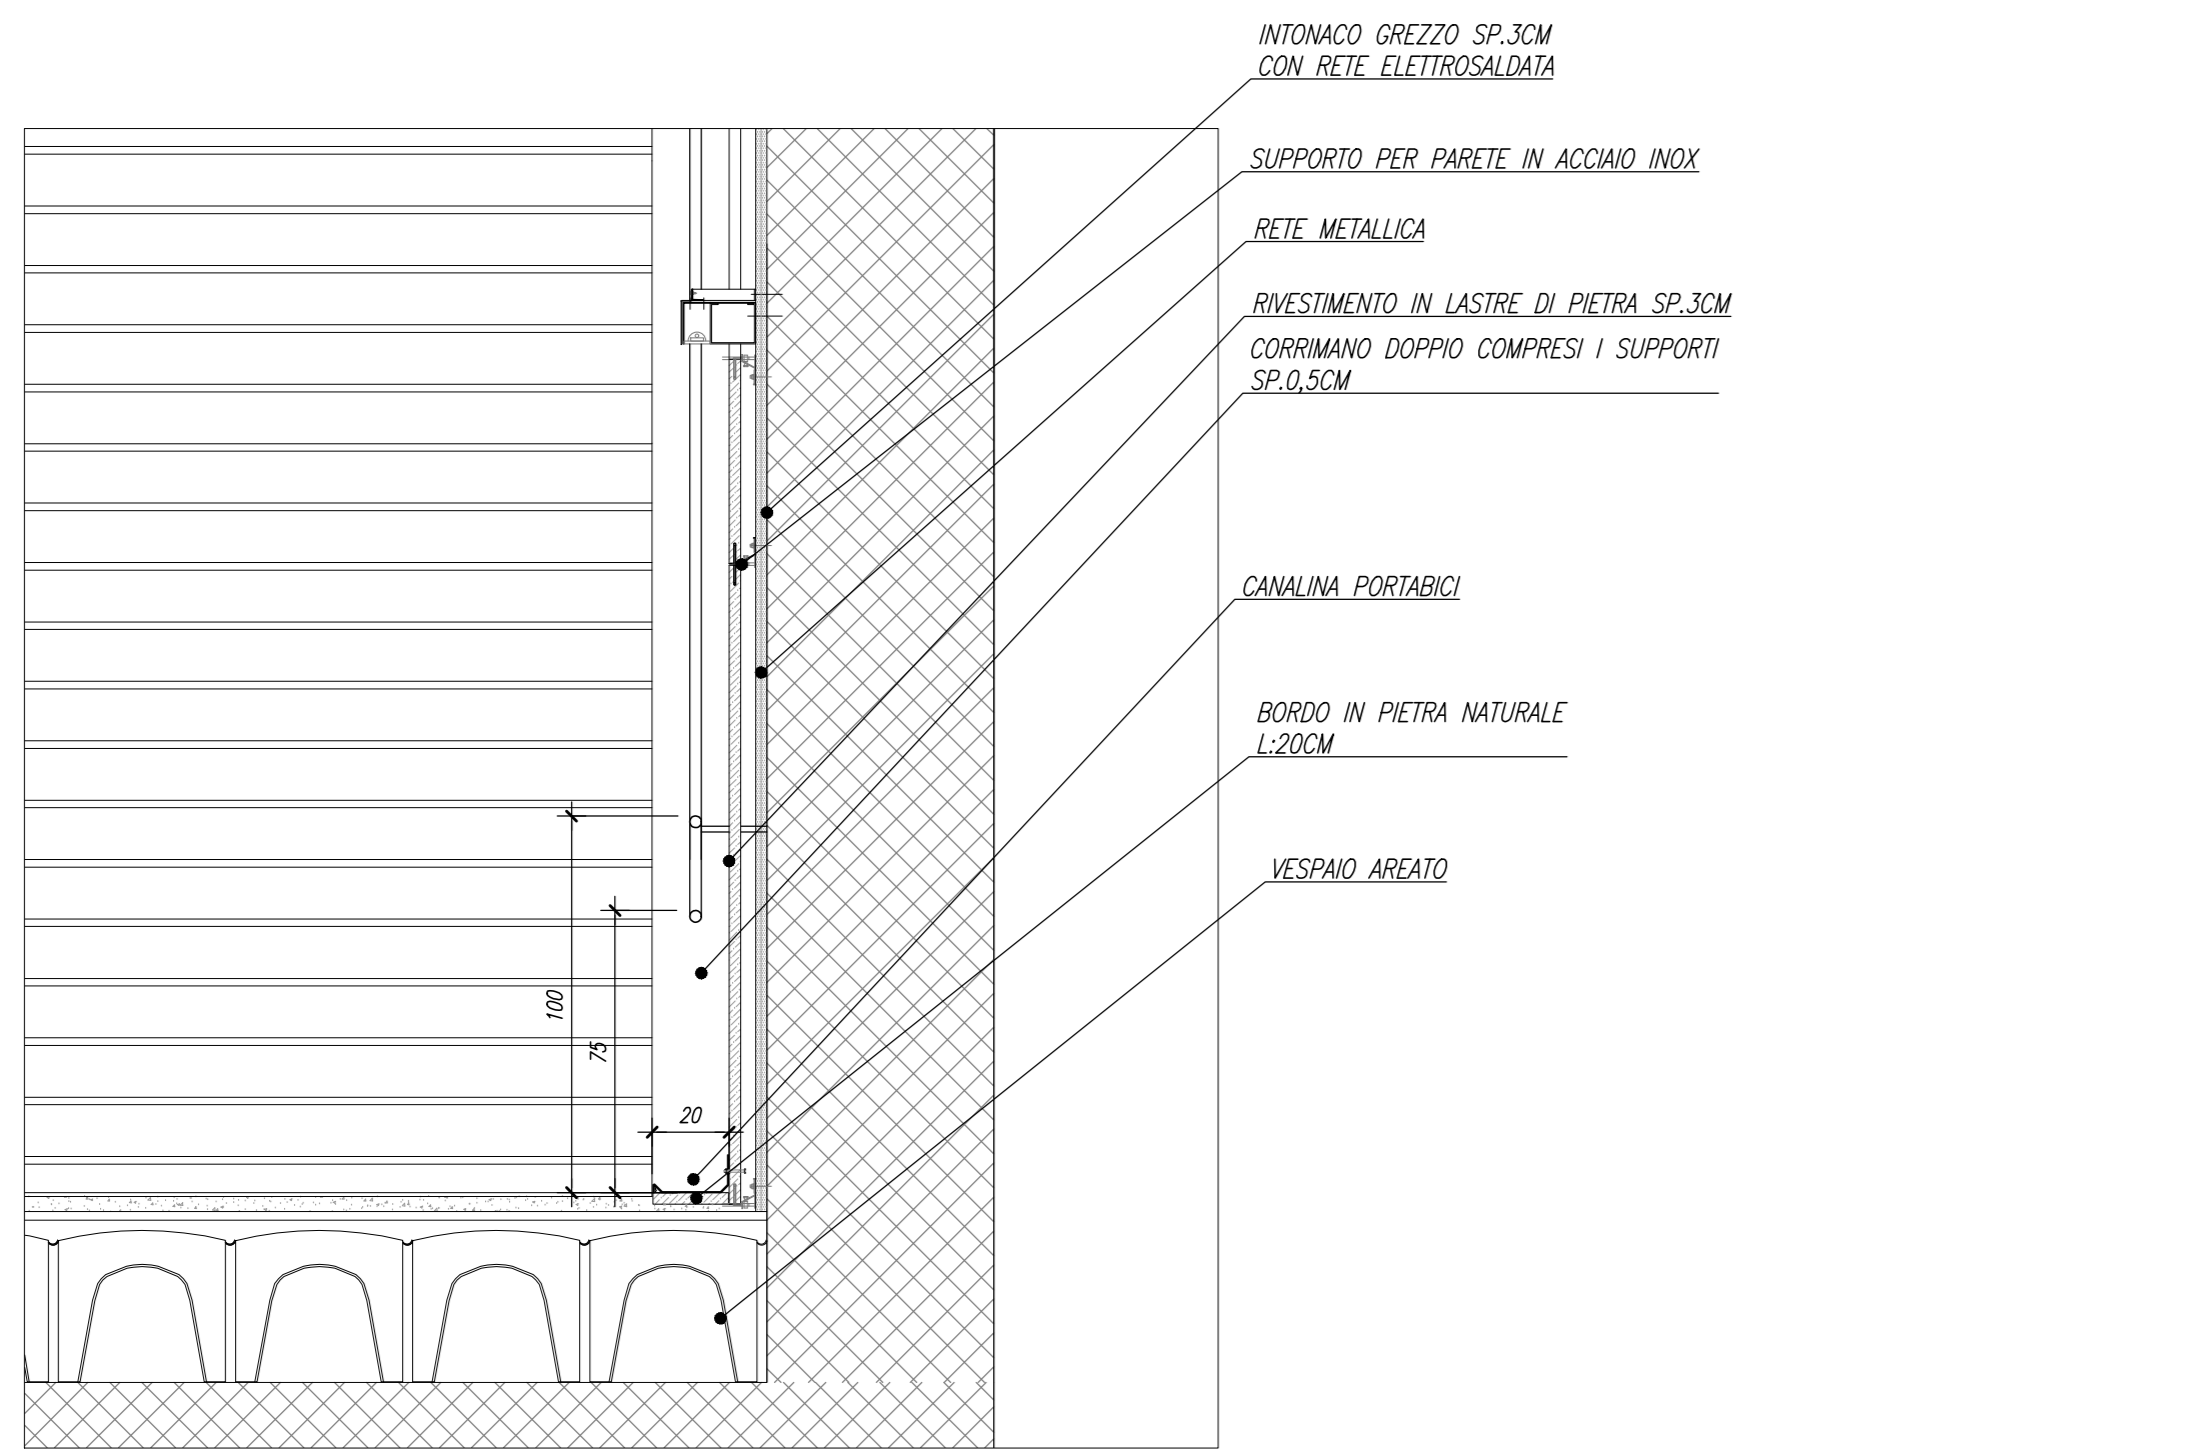 INTONACO GREZZO SP.3CM
CON RETE ELETTROSALDATA
SUPPORTO PER PARETE IN ACCIAIO INOX
RETE METALLICA
RIVESTIMENTO IN LASTRE DI PIETRA SP.3CM
CORRIMANO DOPPIO COMPRESI I SUPPORTI
SP.0,5CM
CANALINA PORTABICI
BORDO IN PIETRA NATURALE
L:20CM
VESPAIO AREATO
100
75
20